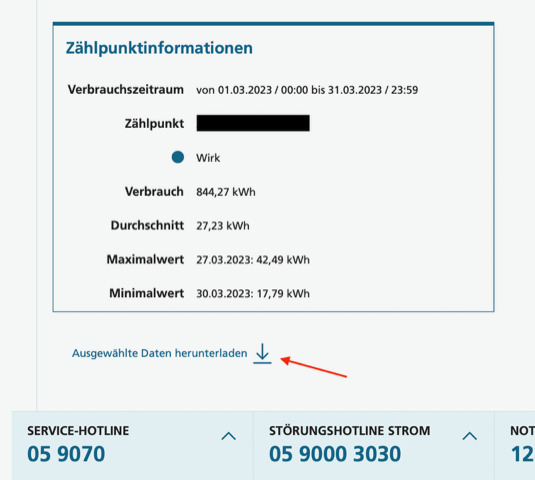 Zählpunktinformationen
Verbrauchszeitraum von 01.03.2023 / 00:00 bis 31.03.2023 / 23:59
Zählpunkt
Wirk
Verbrauch 844,27 kWh
Durchschnitt 27,23 kWh
Maximalwert 27.03.2023: 42,49 kWh
Minimalwert 30.03.2023: 17,79 kWh
Ausgewählte Daten herunterladen
SERVICE-HOTLINE
05 9070
STÖRUNGSHOTLINE STROM
05 9000 3030
NOT
12